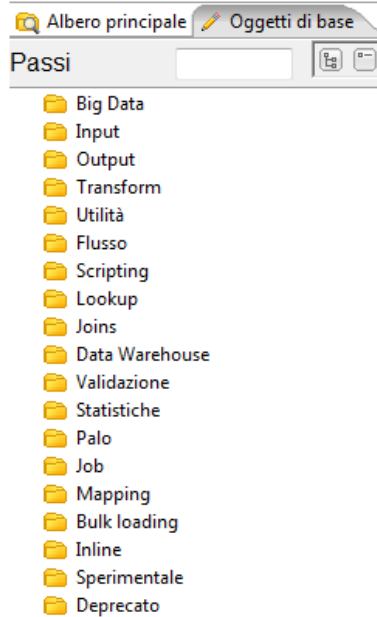 Albero principale Oggetti di base
Passi
Big Data
Input
Output
Transform
Utilità
Flusso
Scripting
Lookup
Joins
Data Warehouse
Validazione
Statistiche
Palo
Job
Mapping
Bulk loading
Inline
Sperimentale
Deprecato